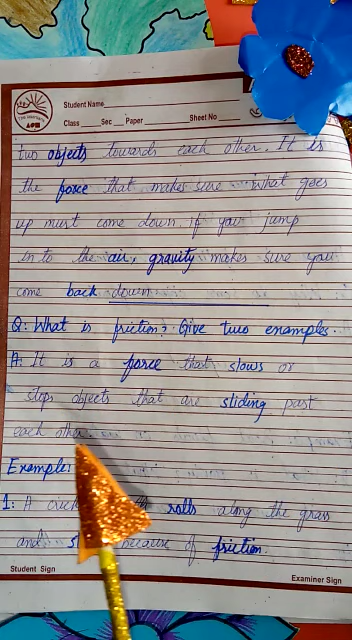 Student Name
Class Sec Paper Sheet No
two objects towards each other. It is
the force that makes sure what goes
up must come down. if you jump
in to the air, gravity makes sure you
come back down
Q: What is friction? Give two examples.
A: It is a force that slows or
stops objects that are sliding past
each other.
Example:
1: A rolls along the grass
and because of friction.
Student Sign Examiner Sign